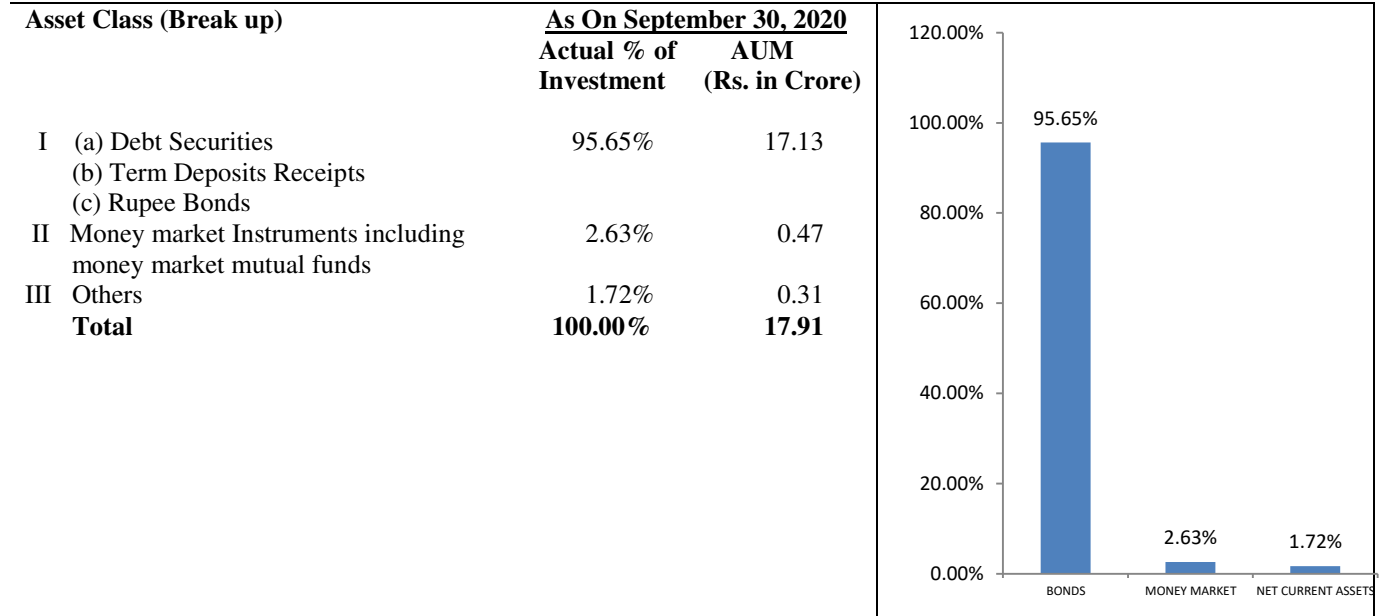 Asset Class (Break up) As On September 30, 2020
Actual % of AUM
Investment (Rs. in Crore)
I (a) Debt Securities 95.65% 17.13
(b) Term Deposits Receipts
(c) Rupee Bonds
II Money market Instruments including 2.63% 0.47
money market mutual funds
III Others 1.72% 0.31
Total 100.00% 17.91
120.00%
100.00%
80.00%
60.00%
40.00%
20.00%
0.00%
95.65%
2.63%
1.72%
BONDS MONEY MARKET NET CURRENT ASSETS